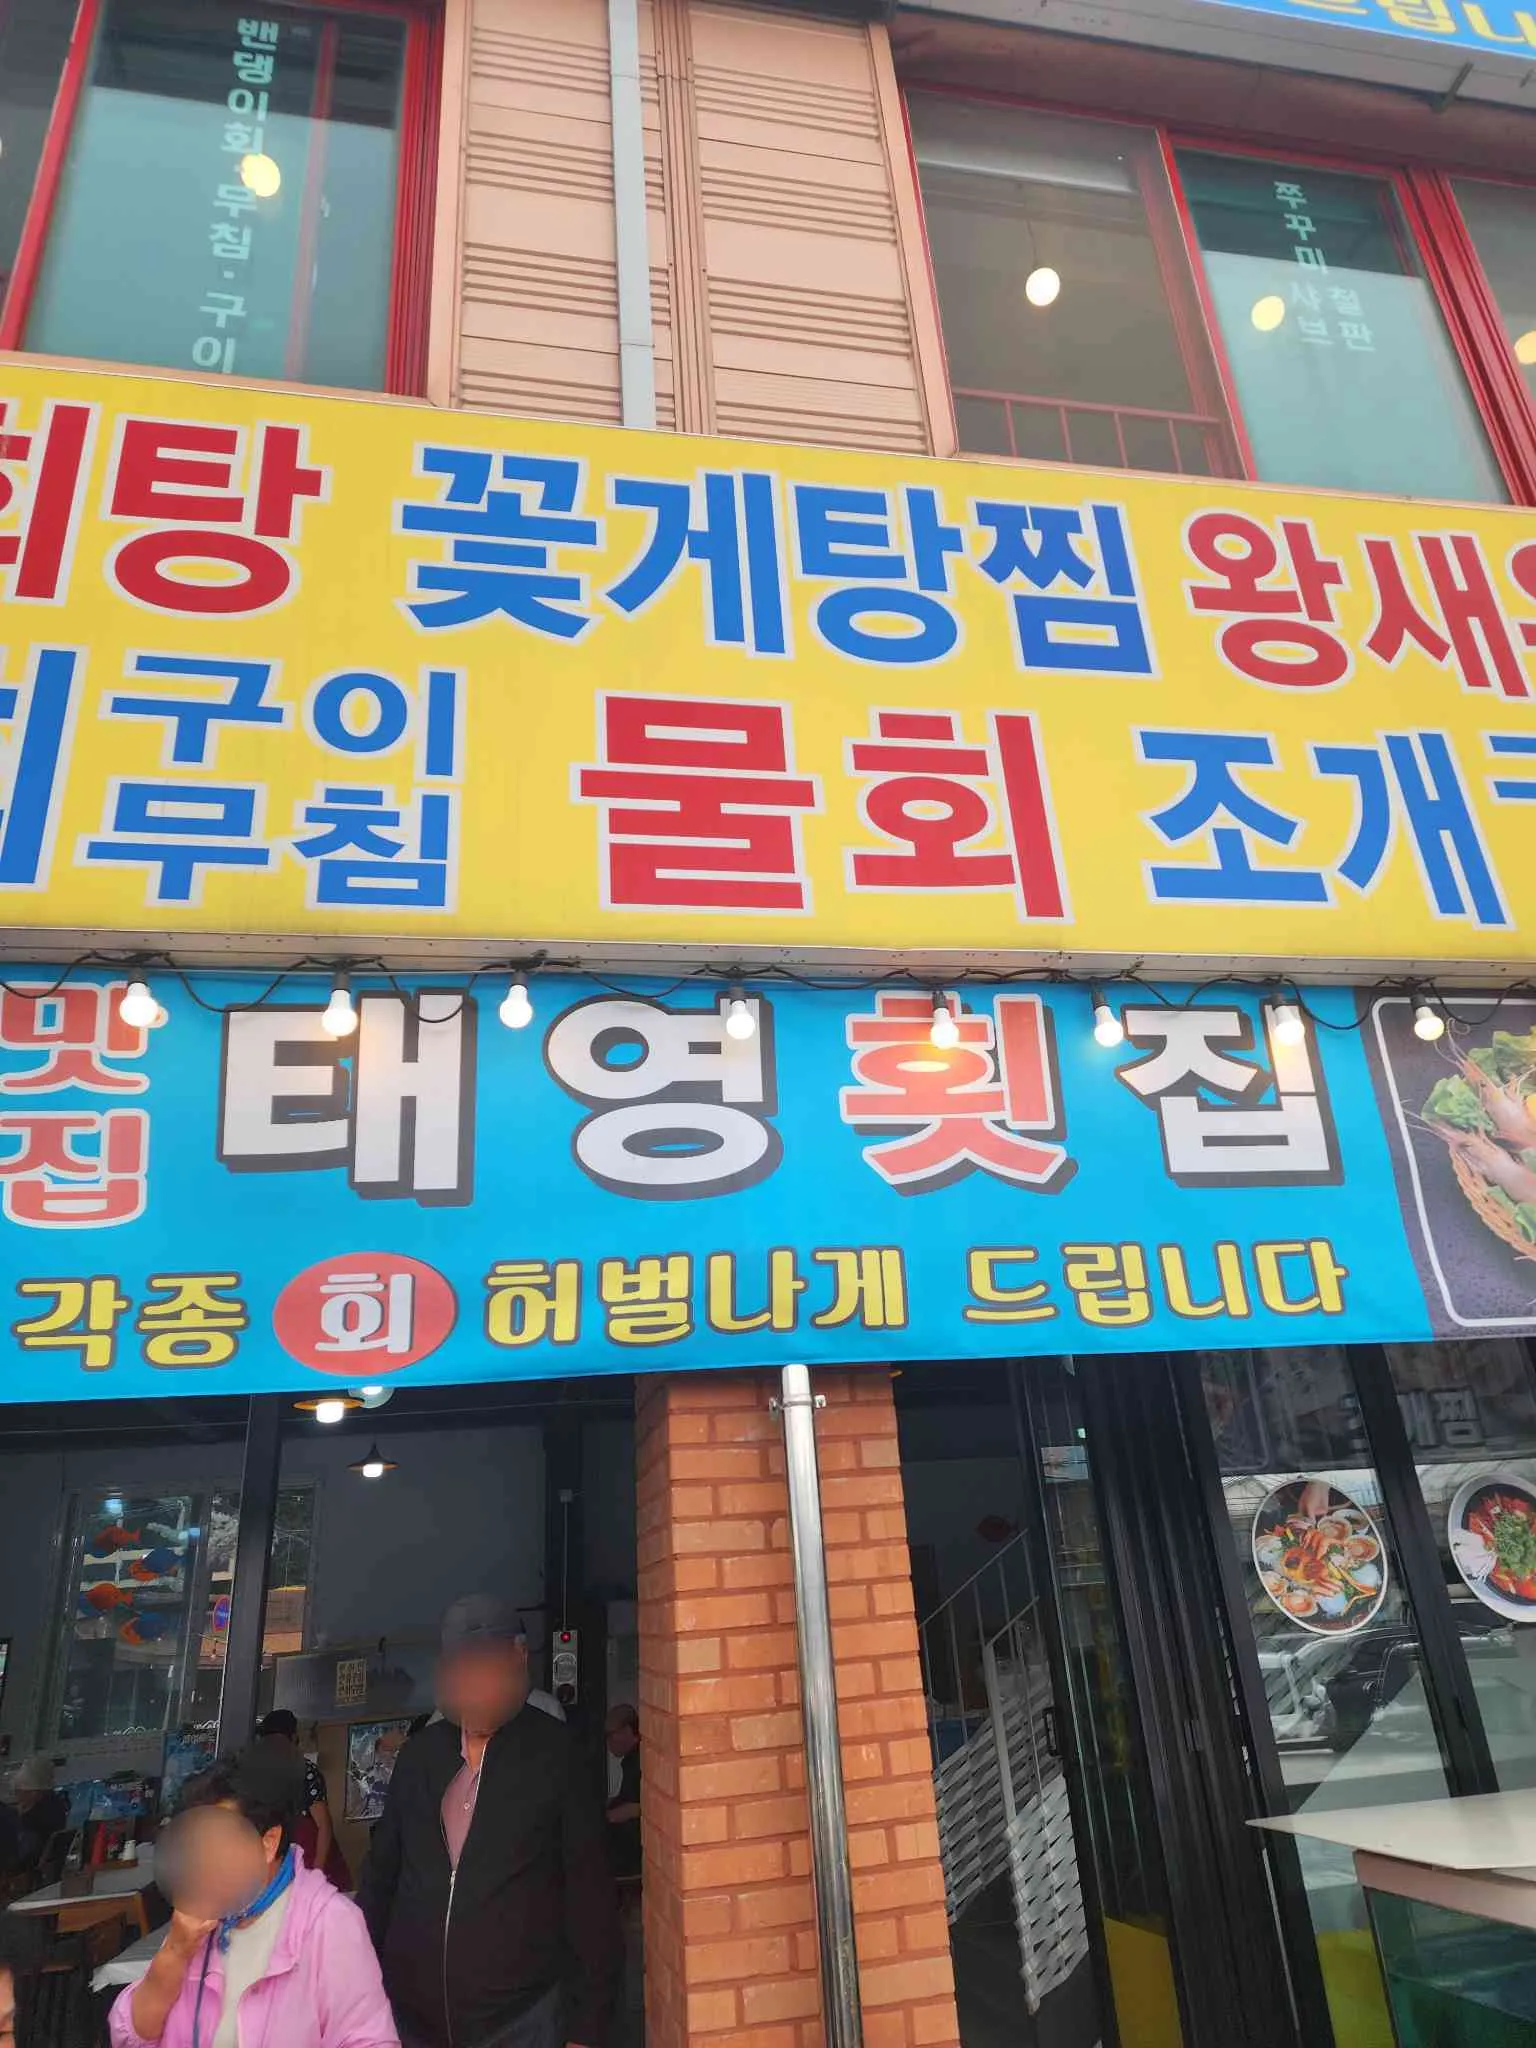 밴댕이회·무침·구이
쭈꾸미 철판
샤브
꽃게탕찜 왕새
구이
무침
물회 조개
맛집
태영횟집
각종 회 허벌나게 드립니다